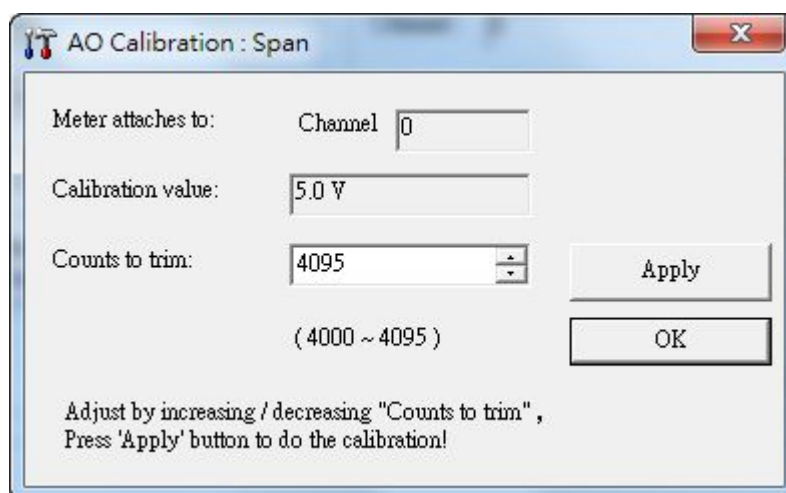 AO Calibration : Span
Meter attaches to: Channel 0
Calibration value: 5.0 V
Counts to trim: 4095
Apply
( 4000 ~ 4095 )
OK
Adjust by increasing / decreasing "Counts to trim" ,
Press 'Apply' button to do the calibration!